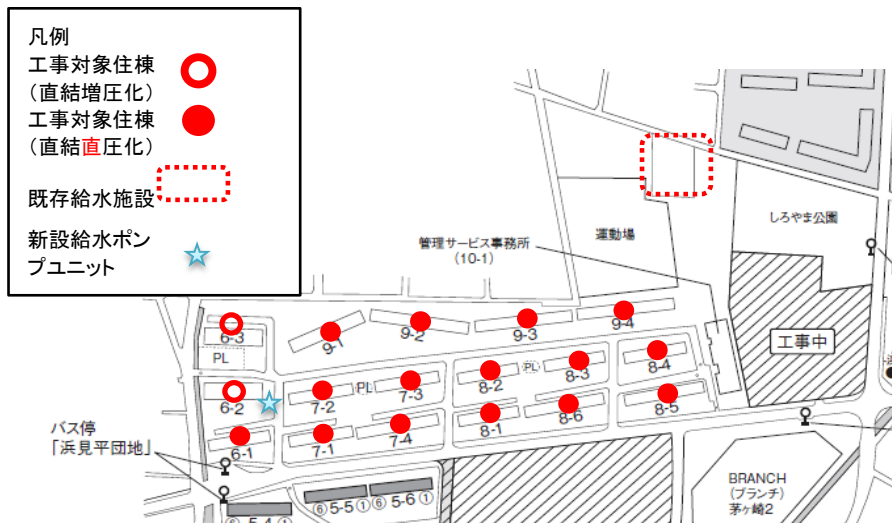 凡例
工事対象住棟
（直結増圧化）
工事対象住棟
（直結直圧化）
既存給水施設
新設給水ポン
プユニット
しろやま公園
運動場
管理サービス事務所
（10-1）
工事中
6-3
PL
9-1
9-2
9-3
9-4
6-2
7-2
PL
7-3
8-2
PL
8-3
8-4
バス停
「浜見平団地」
6-1
7-1
7-4
8-1
8-6
8-5
BRANCH
（ブランチ）
茅ヶ崎2
⑥ 5-5 ①
⑥ 5-6 ①
⑥ 5-4 ①